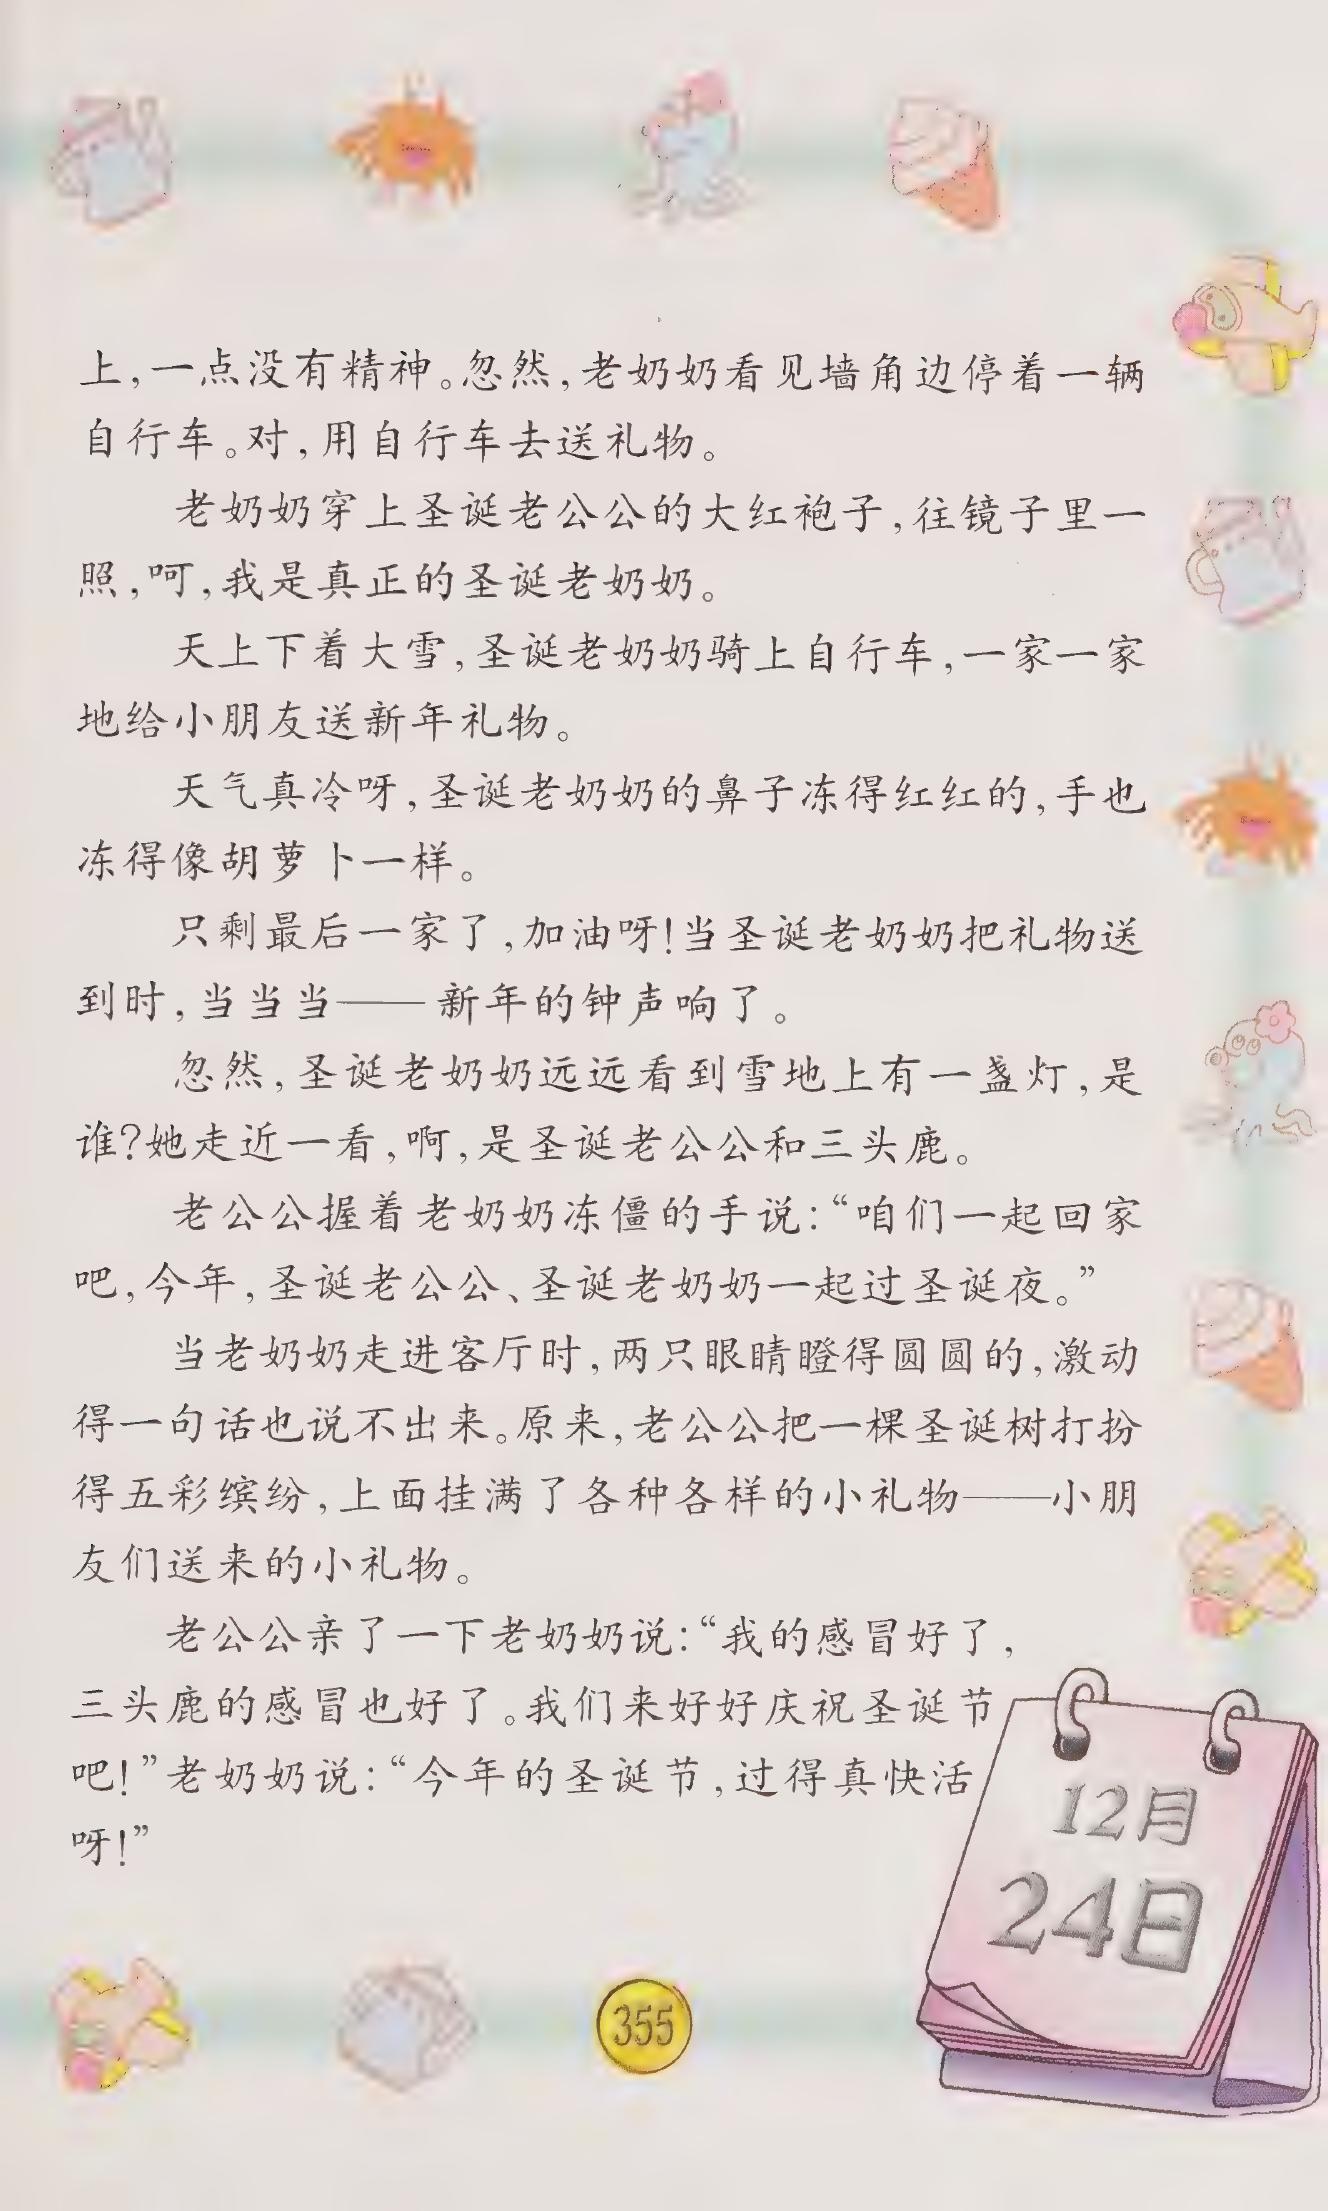 上，一点没有精神。忽然，老奶奶看见墙角边停着一辆
自行车。对，用自行车去送礼物。
老奶奶穿上圣诞老公公的大红袍子，往镜子里一
照，呵，我是真正的圣诞老奶奶。
天上下着大雪，圣诞老奶奶骑上自行车，一家一家
地给小朋友送新年礼物。
天气真冷呀，圣诞老奶奶的鼻子冻得红红的，手也
冻得像胡萝卜一样。
只剩最后一家了，加油呀！当圣诞老奶奶把礼物送
到时，当当当——新年的钟声响了。
忽然，圣诞老奶奶远远看到雪地上有一盏灯，是
谁？她走近一看，啊，是圣诞老公公和三头鹿。
老公公握着老奶奶冻僵的手说：“咱们一起回家
吧，今年，圣诞老公公、圣诞老奶奶一起过圣诞夜。”
当老奶奶走进客厅时，两只眼睛瞪得圆圆的，激动
得一句话也说不出来。原来，老公公把一棵圣诞树打扮
得五彩缤纷，上面挂满了各种各样的小礼物——小朋
友们送来的小礼物。
老公公亲了一下老奶奶说：“我的感冒好了，
三头鹿的感冒也好了。我们来好好庆祝圣诞节
吧！”老奶奶说：“今年的圣诞节，过得真快活
呀！”
12月
24日
355